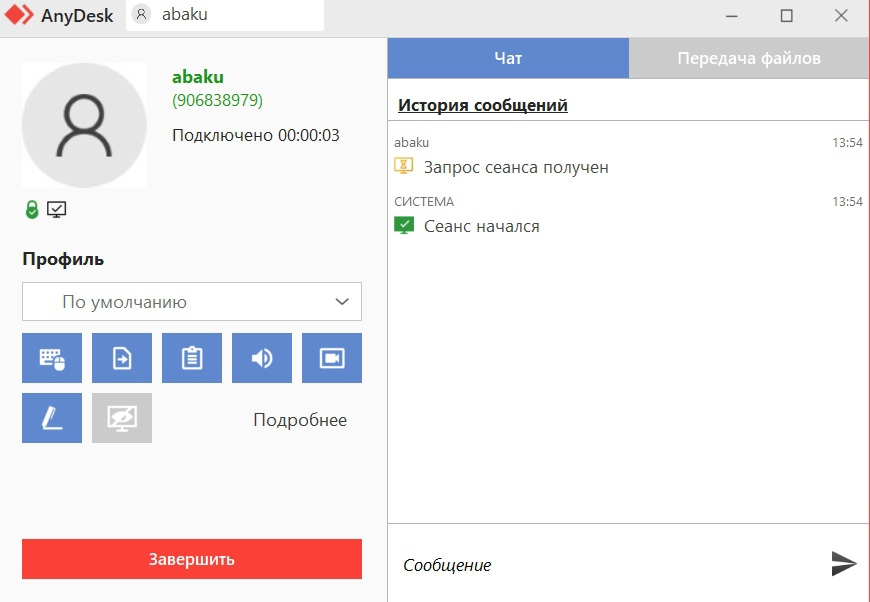 AnyDesk
abaku
abaku
(906838979)
Подключено 00:00:03
Профиль
По умолчанию
Подробнее
Завершить
Чат
Передача файлов
История сообщений
abaku 13:54
Запрос сеанса получен
СИСТЕМА 13:54
Сеанс начался
Сообщение